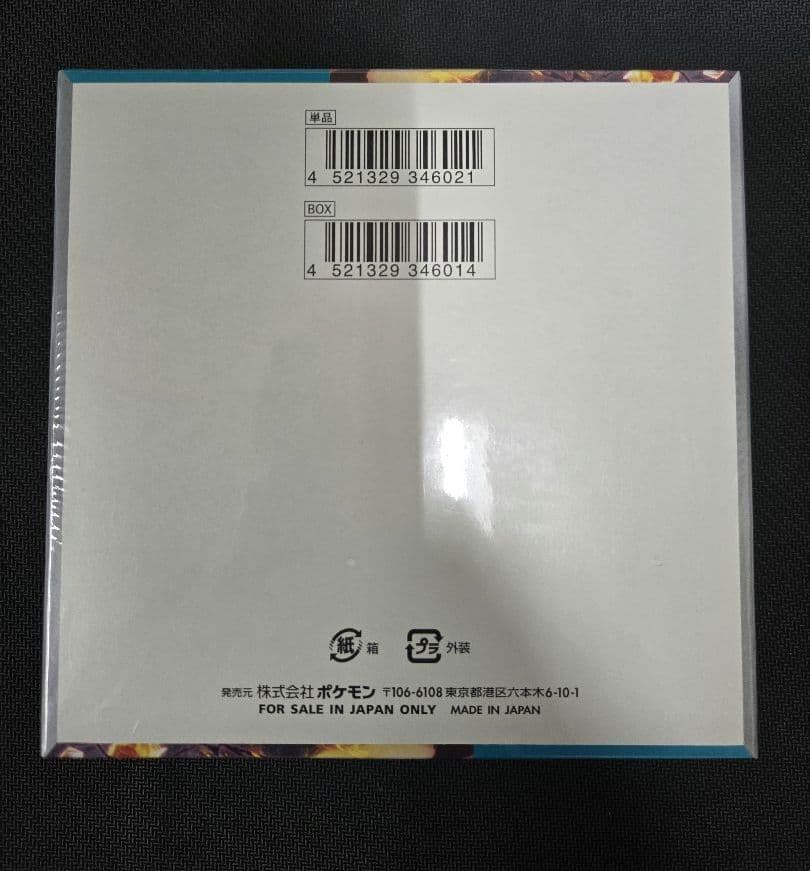 単品
4 521329 346021
BOX
4 521329 346014
紙 箱 プラ 外装
発売元 株式会社ポケモン 〒106-6108 東京都港区六本木6-10-1
FOR SALE IN JAPAN ONLY MADE IN JAPAN